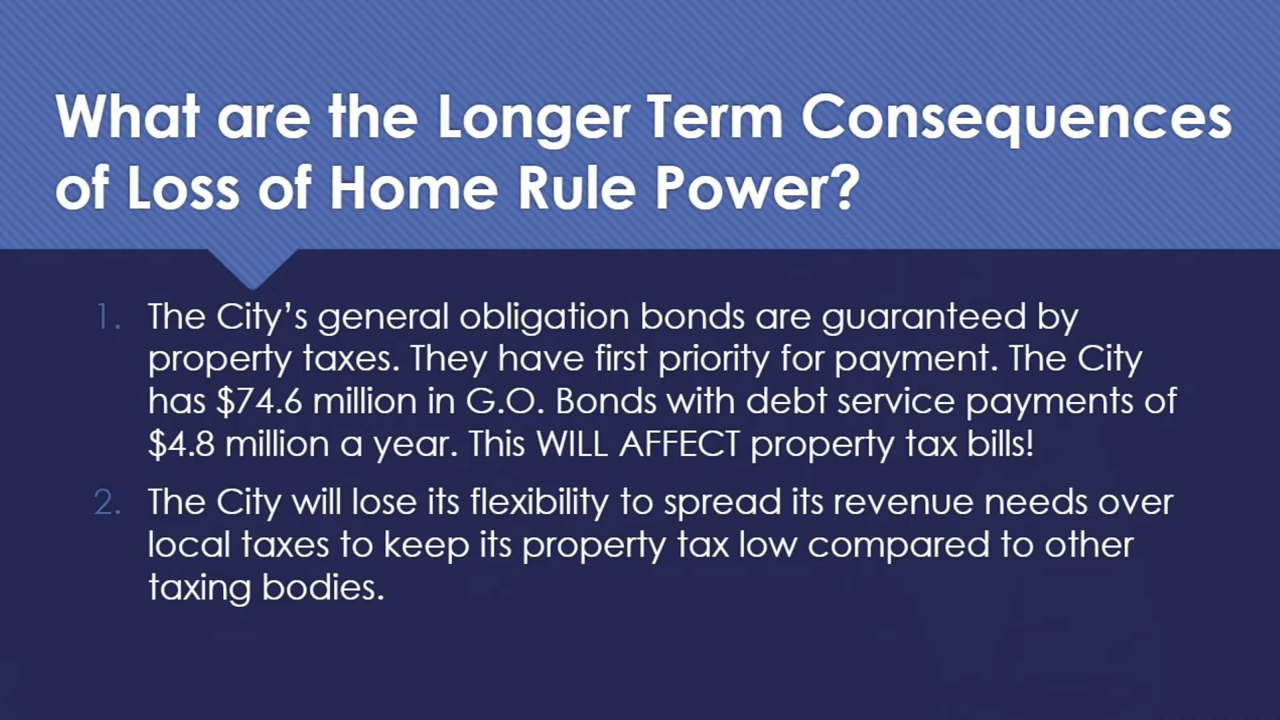 What are the Longer Term Consequences
of Loss of Home Rule Power?
1. The City’s general obligation bonds are guaranteed by
property taxes. They have first priority for payment. The City
has $74.6 million in G.O. Bonds with debt service payments of
$4.8 million a year. This WILL AFFECT property tax bills!
2. The City will lose its flexibility to spread its revenue needs over
local taxes to keep its property tax low compared to other
taxing bodies.